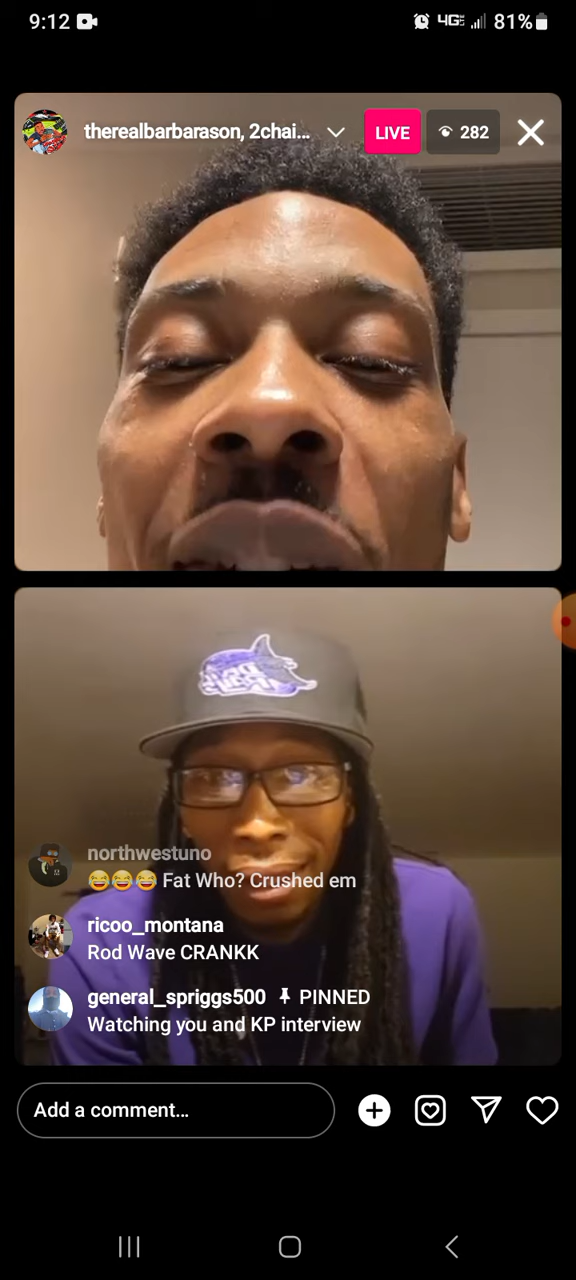 9:12 4G 81%
therealbarbarason, 2chai... LIVE 282
northwestuno
😂😂😂 Fat Who? Crushed em
ricoo_montana
Rod Wave CRANKK
general_spriggs500 PINNED
Watching you and KP interview
Add a comment...